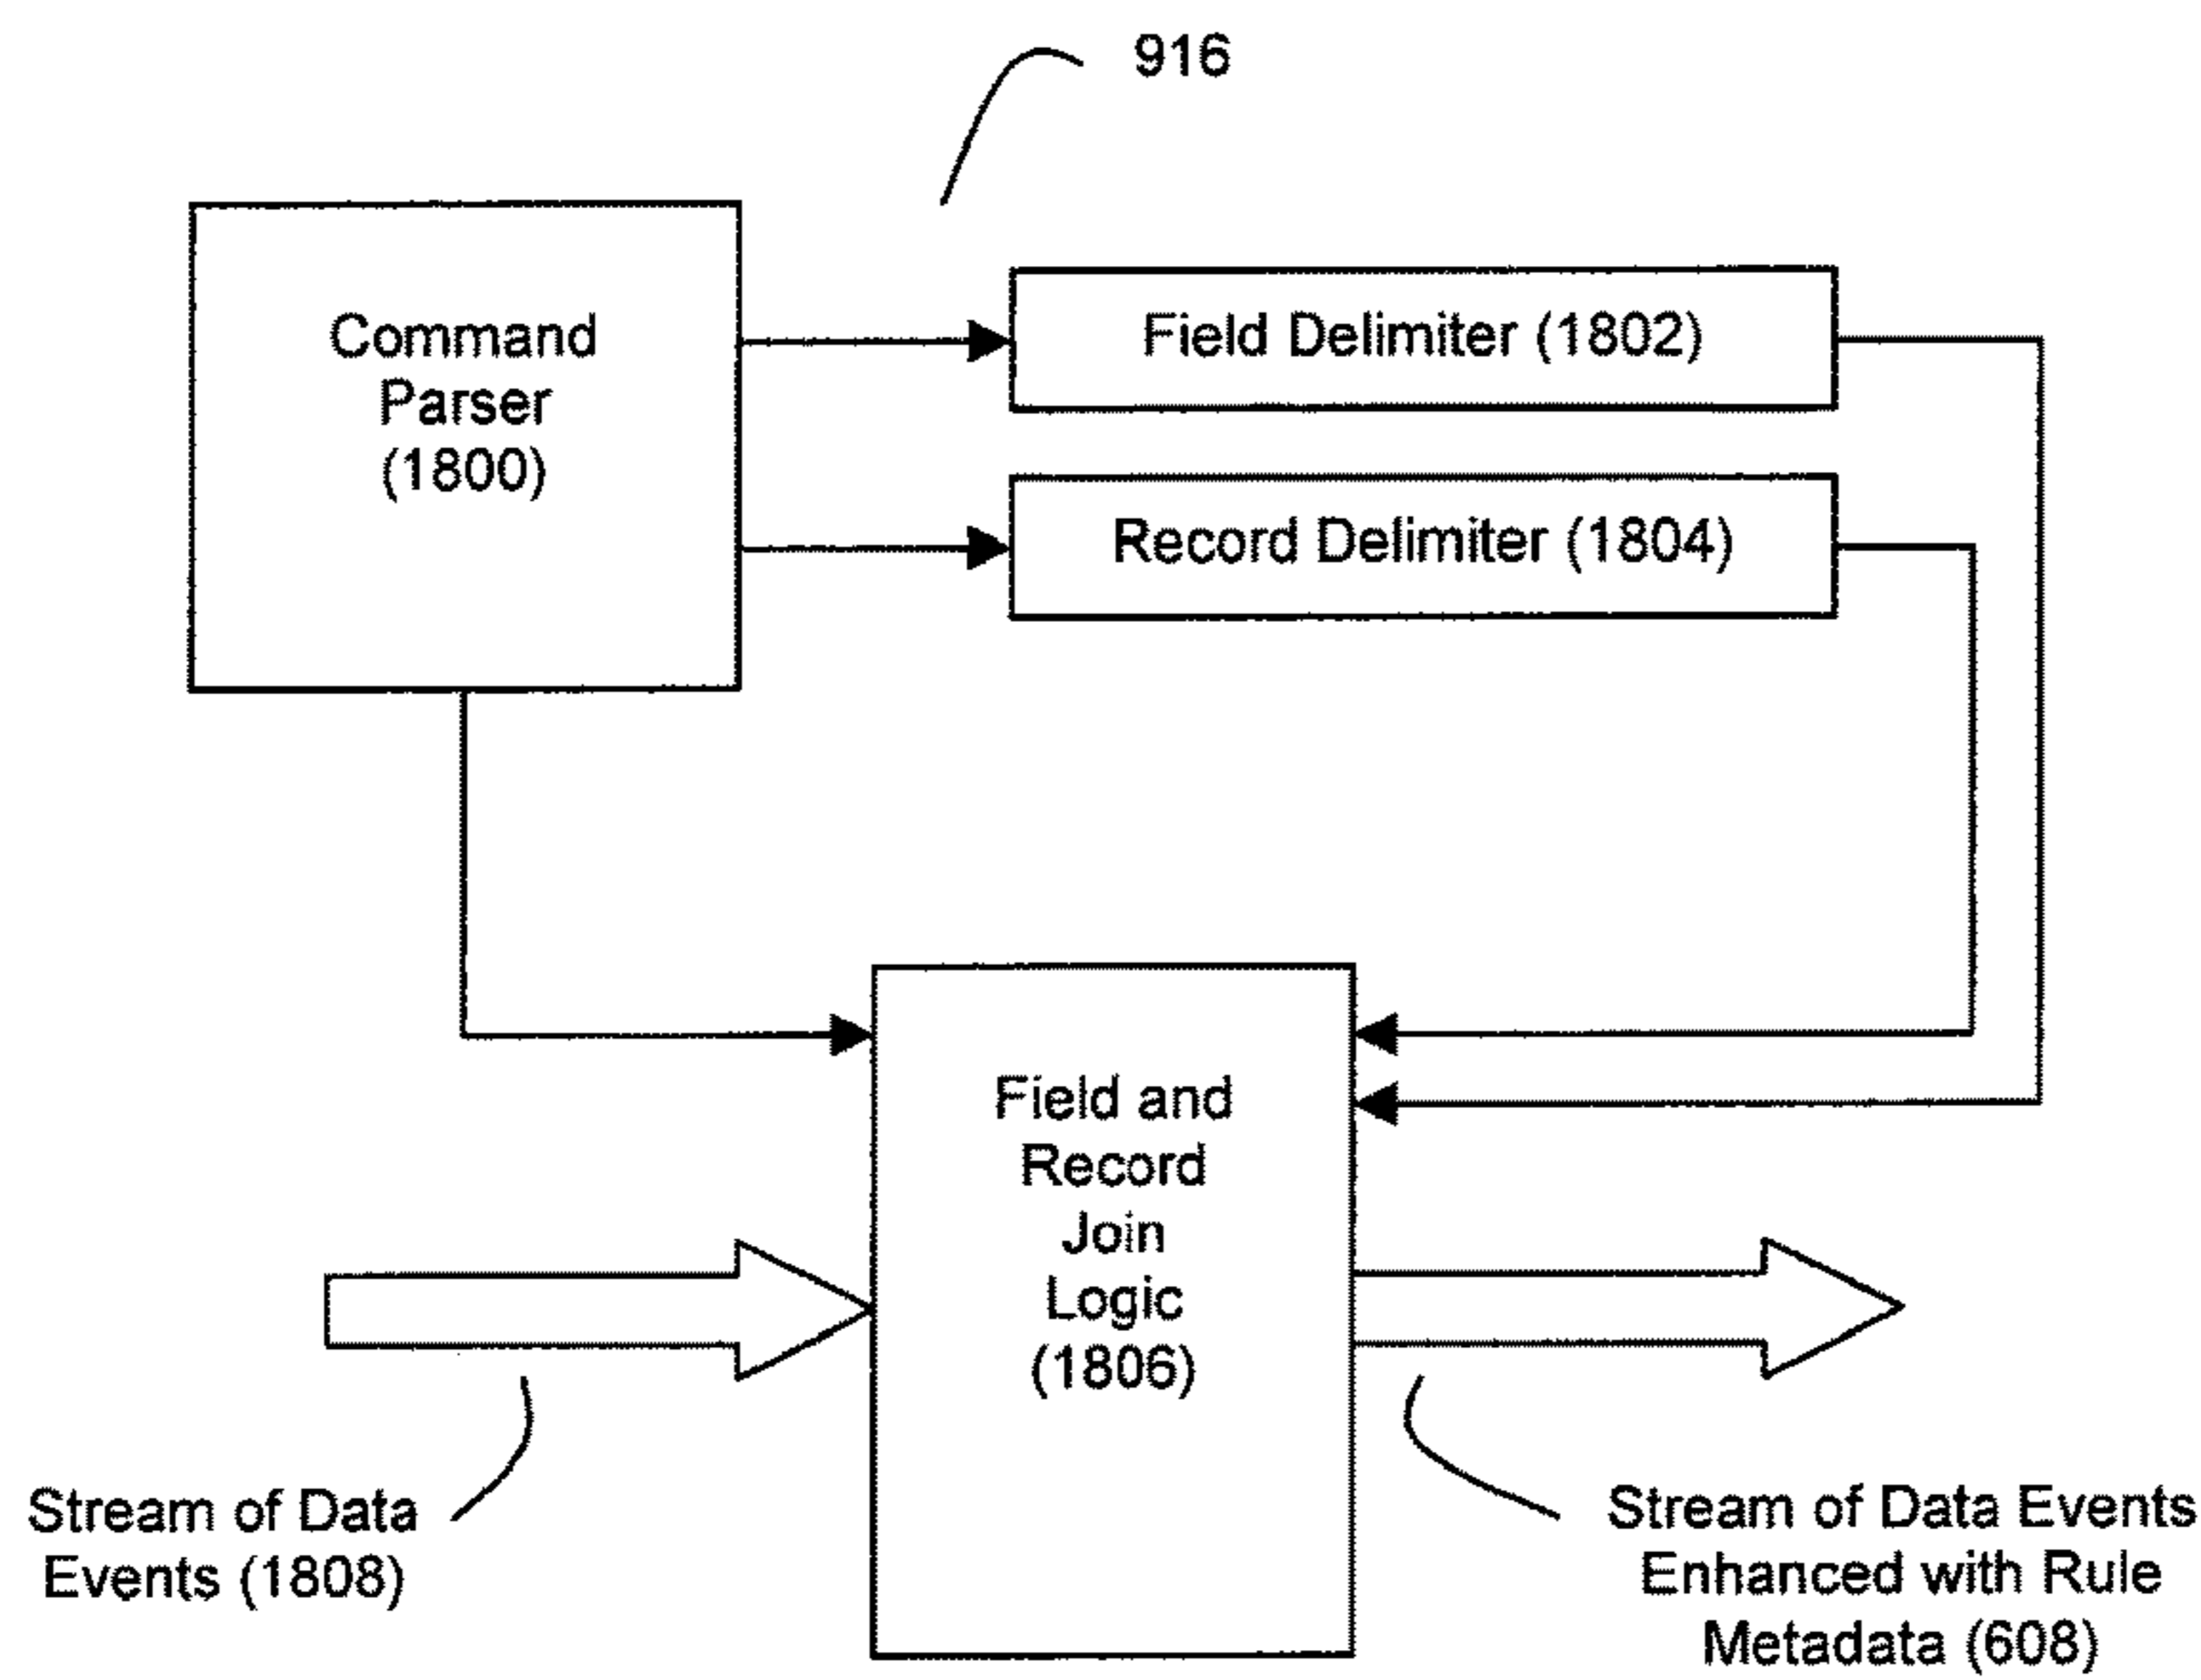 916
Command
Parser
(1800)
Field Delimiter (1802)
Record Delimiter (1804)
Field and
Record
Join
Logic
(1806)
Stream of Data
Events (1808)
Stream of Data Events
Enhanced with Rule
Metadata (608)